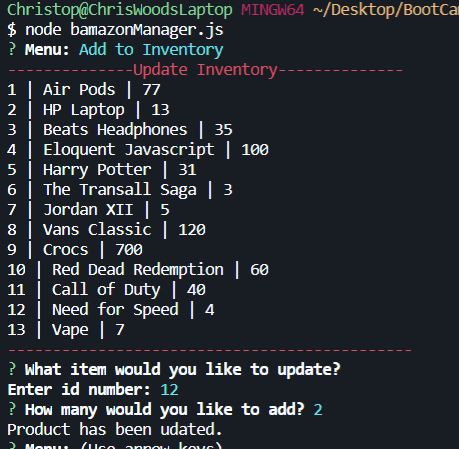 Christop@ChrisWoodsLaptop MINGW64 ~/Desktop/BootCa
$ node bamazonManager.js
? Menu: Add to Inventory
-------------Update Inventory-------------
1 | Air Pods | 77
2 | HP Laptop | 13
3 | Beats Headphones | 35
4 | Eloquent Javascript | 100
5 | Harry Potter | 31
6 | The Transall Saga | 3
7 | Jordan XII | 5
8 | Vans Classic | 120
9 | Crocs | 700
10 | Red Dead Redemption | 60
11 | Call of Duty | 40
12 | Need for Speed | 4
13 | Vape | 7
------------------------------------------
? What item would you like to update?
Enter id number: 12
? How many would you like to add? 2
Product has been udated.
? Menu: (Use arrow keys)